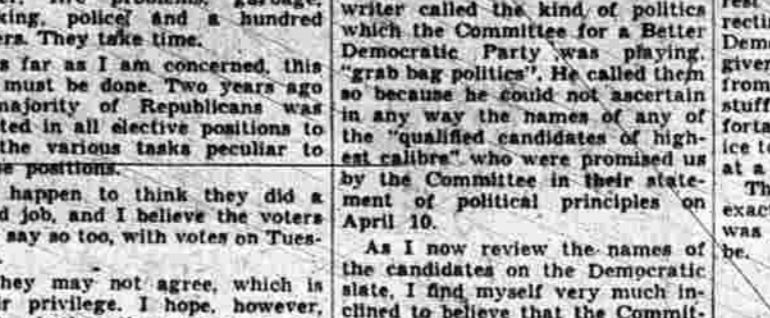 king, police and a hundred
ers. They take time.
s far as I am concerned, this
must be done. Two years ago
majority of Republicans was
ted in all elective positions to
the various tasks peculiar to
e positions.
happen to think they did a
d job, and I believe the voters
say so too, with votes on Tues-
hey may not agree, which is
ir privilege. I hope, however,
writer called the kind of politics
which the Committee for a Better
Democratic Party was playing,
"grab bag politics". He called them
so because he could not ascertain
in any way the names of any of
the "qualified candidates of high-
est calibre" who were promised us
by the Committee in their state-
ment of political principles on
April 10.
As I now review the names of
the candidates on the Democratic
slate, I find myself very much in-
clined to believe that the Commit-
recti
Demo
given
from
stuff
forta
ice to
at a
Th
exact
was
be.